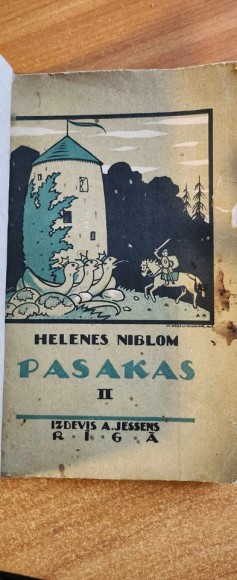 A K
HELENES NIBLOM
PASAKAS
II
IZDEVIS A. JESSENS
RĪGĀ